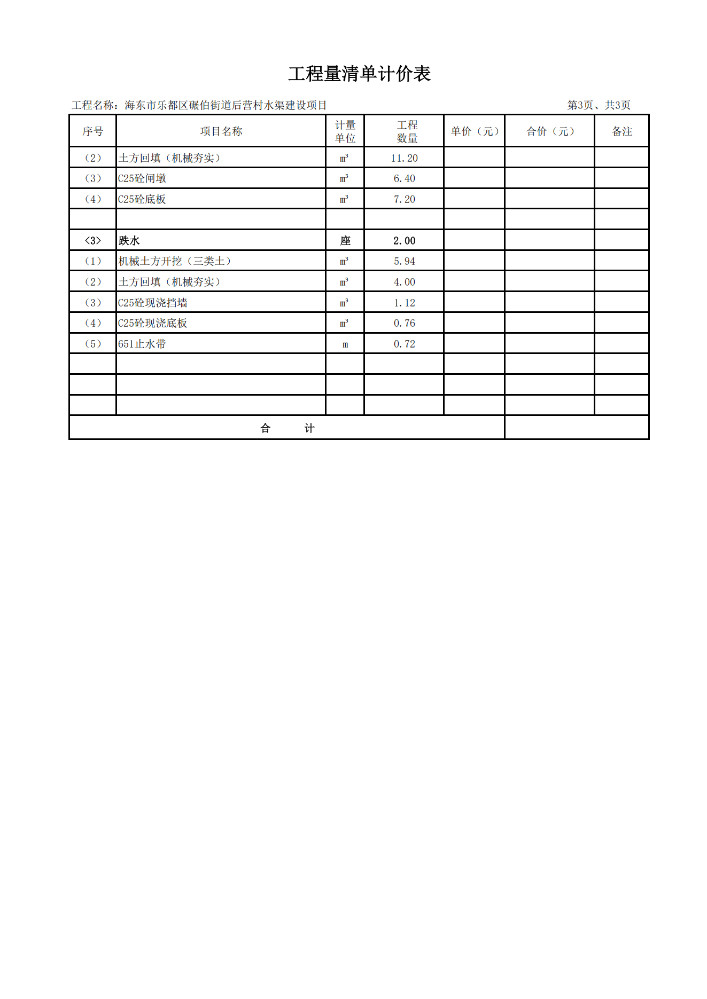 工程量清单计价表
工程名称：海东市乐都区碾伯街道后营村水渠建设项目 第3页、共3页
序号 项目名称 计量单位 工程数量 单价（元） 合价（元） 备注
（2） 土方回填（机械夯实） m³ 11.20
（3） C25砼闸墩 m³ 6.40
（4） C25砼底板 m³ 7.20
<3> 跌水 座 2.00
（1） 机械土方开挖（三类土） m³ 5.94
（2） 土方回填（机械夯实） m³ 4.00
（3） C25砼现浇挡墙 m³ 1.12
（4） C25砼现浇底板 m³ 0.76
（5） 651止水带 m 0.72
合 计